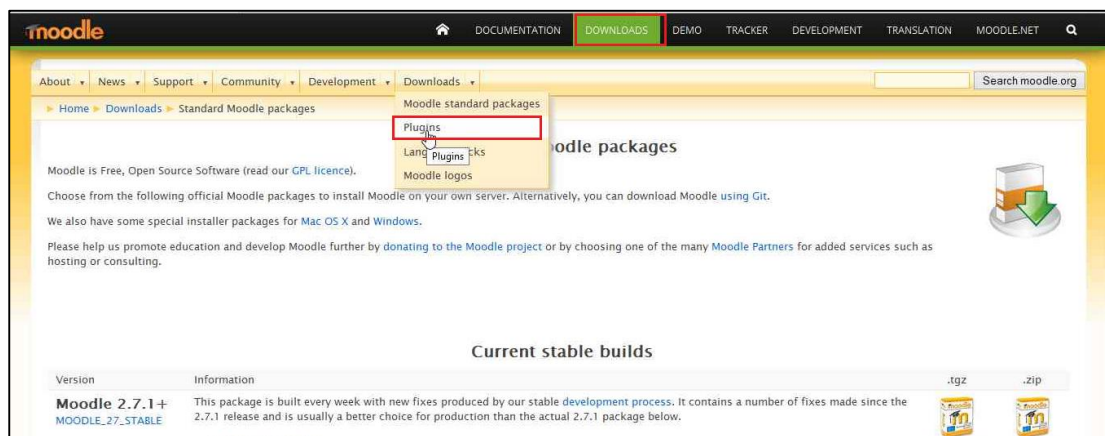 moodle
DOCUMENTATION DOWNLOADS DEMO TRACKER DEVELOPMENT TRANSLATION MOODLE.NET
About News Support Community Development Downloads Search moodle.org
Home Downloads Standard Moodle packages
Moodle standard packages
Plugins
Plugins
Moodle logos
packages
Moodle is Free, Open Source Software (read our GPL licence).
Choose from the following official Moodle packages to install Moodle on your own server. Alternatively, you can download Moodle using Git.
We also have some special installer packages for Mac OS X and Windows.
Please help us promote education and develop Moodle further by donating to the Moodle project or by choosing one of the many Moodle Partners for added services such as
hosting or consulting.
Current stable builds
Version Information .tgz .zip
Moodle 2.7.1+ This package is built every week with new fixes produced by our stable development process. It contains a number of fixes made since the
MOODLE_27_STABLE 2.7.1 release and is usually a better choice for production than the actual 2.7.1 package below.